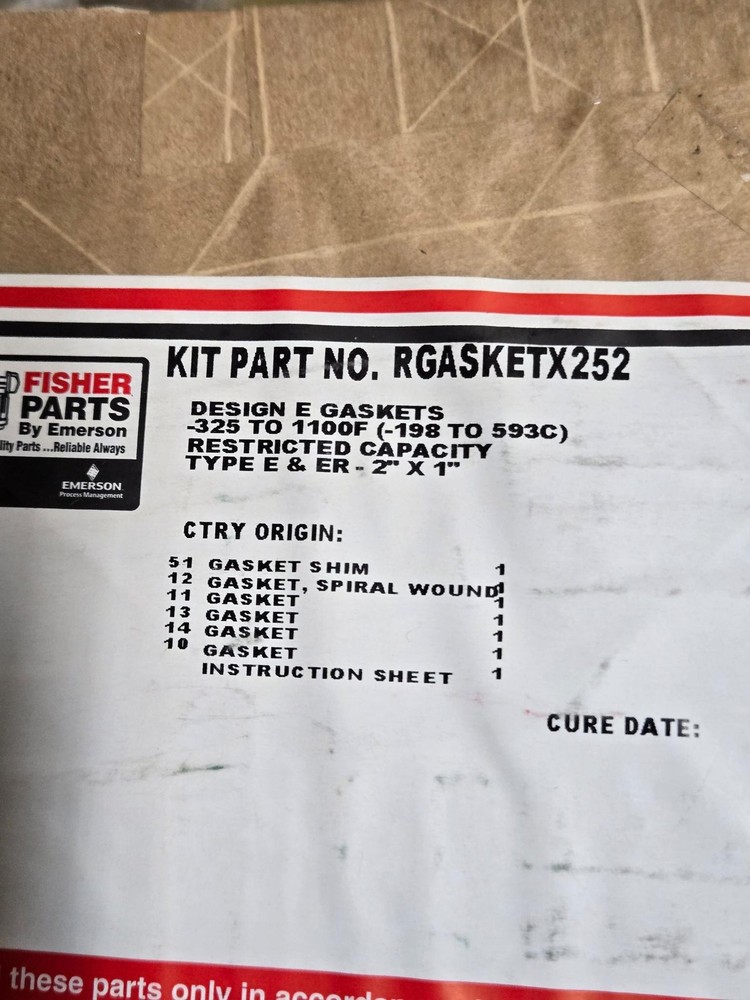 KIT PART NO. RGASKETX252
FISHER
PARTS
By Emerson
lity Parts ...Reliable Always
EMERSON
Process Management
DESIGN E GASKETS
-325 TO 1100F (-198 TO 593C)
RESTRICTED CAPACITY
TYPE E & ER - 2" X 1"
CTRY ORIGIN:
51 GASKET SHIM 1
12 GASKET, SPIRAL WOUND 1
11 GASKET 1
13 GASKET 1
14 GASKET 1
10 GASKET 1
INSTRUCTION SHEET 1
CURE DATE:
these parts only in accordan